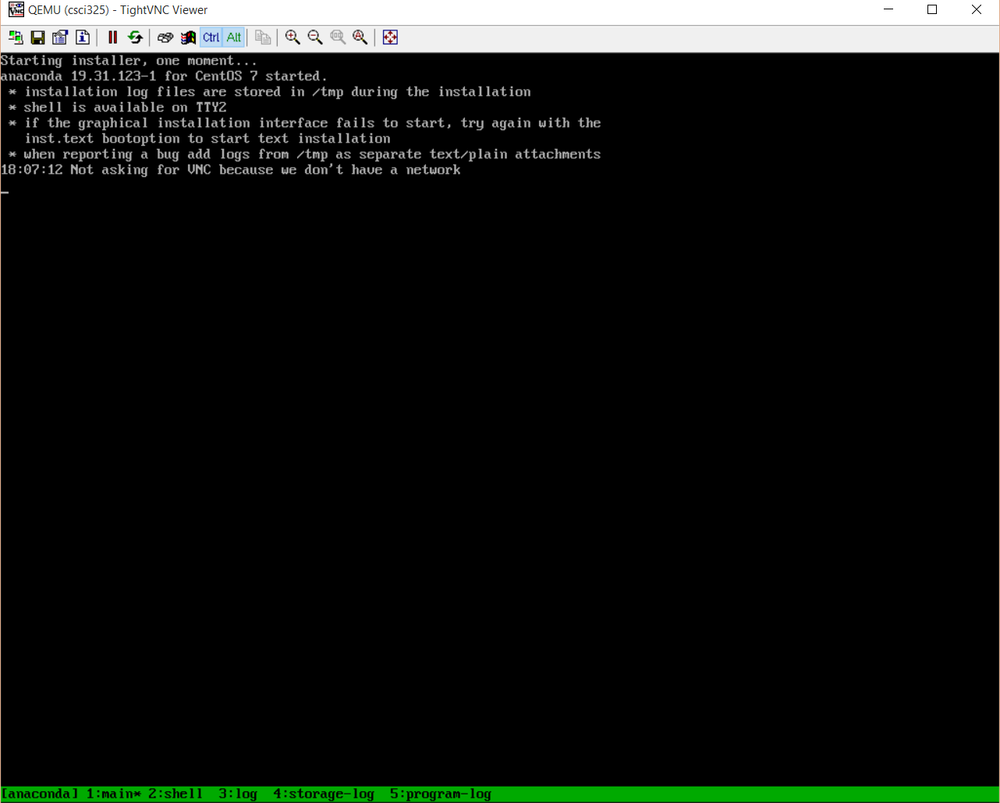 QEMU (csci325) - TightVNC Viewer
Ctrl Alt
Starting installer, one moment...
anaconda 19.31.123-1 for CentOS 7 started.
* installation log files are stored in /tmp during the installation
* shell is available on TTY2
* if the graphical installation interface fails to start, try again with the
inst.text bootoption to start text installation
* when reporting a bug add logs from /tmp as separate text/plain attachments
18:07:12 Not asking for VNC because we don't have a network
[anaconda] 1:main* 2:shell  3:log  4:storage-log  5:program-log